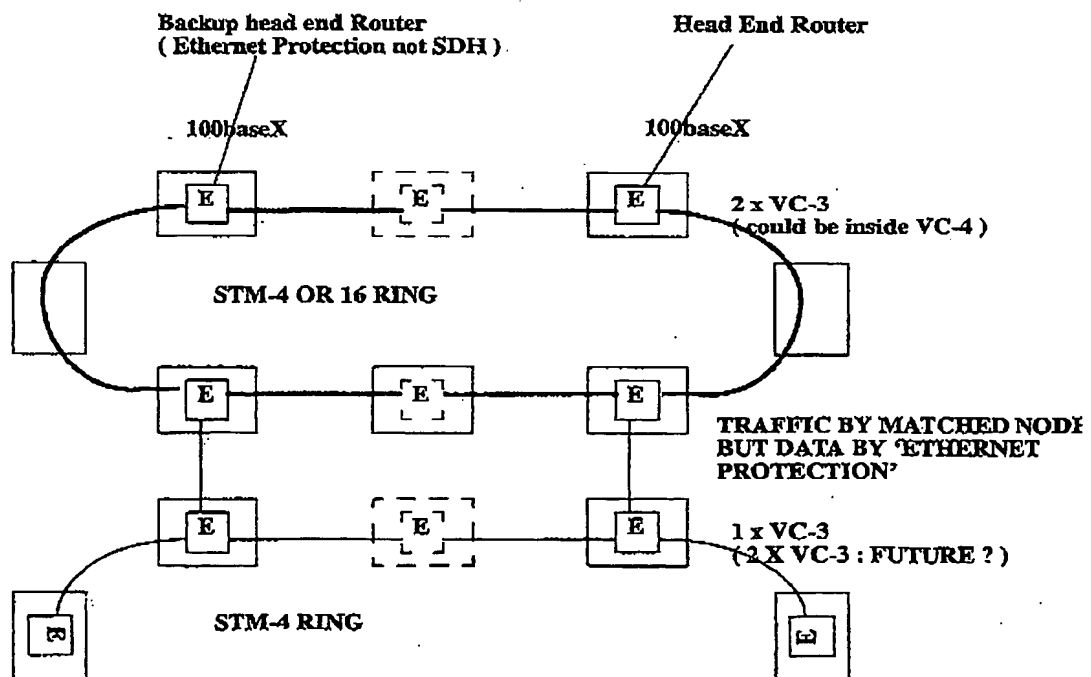 Backup head end Router
( Ethernet Protection not SDH )
Head End Router
100baseX
100baseX
E
E
E
2 x VC-3
( could be inside VC-4 )
STM-4 OR 16 RING
E
E
E
TRAFFIC BY MATCHED NODE
BUT DATA BY ‘ETHERNET
PROTECTION’
E
E
E
1 x VC-3
( 2 X VC-3 : FUTURE ? )
E
STM-4 RING
E